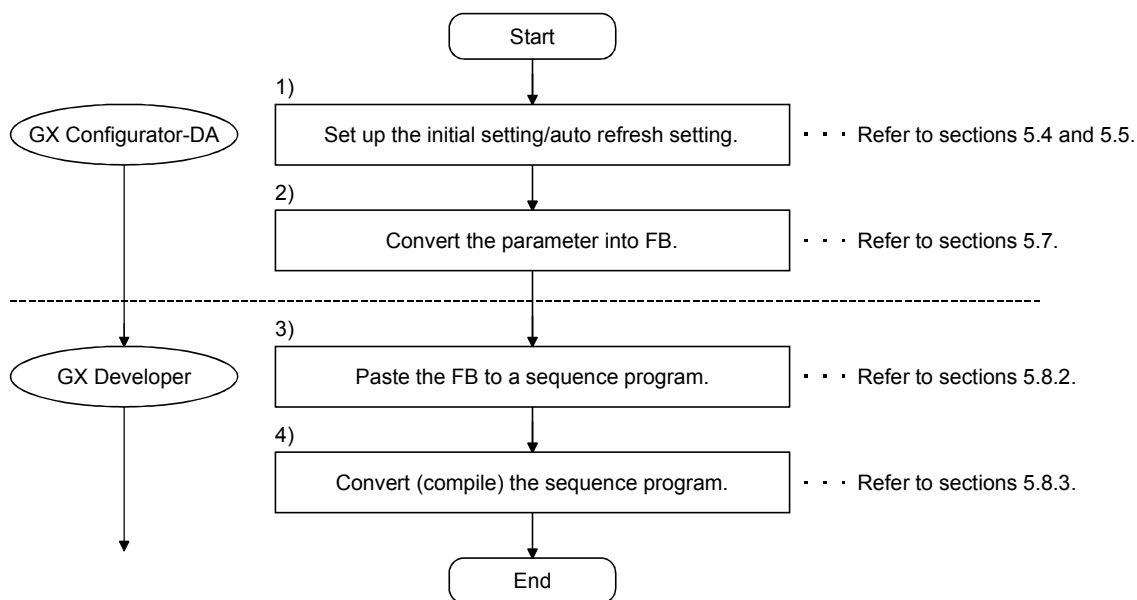 Start
1)
GX Configurator-DA
Set up the initial setting/auto refresh setting.
· · · Refer to sections 5.4 and 5.5.
2)
Convert the parameter into FB.
· · · Refer to sections 5.7.
3)
GX Developer
Paste the FB to a sequence program.
· · · Refer to sections 5.8.2.
4)
Convert (compile) the sequence program.
· · · Refer to sections 5.8.3.
End